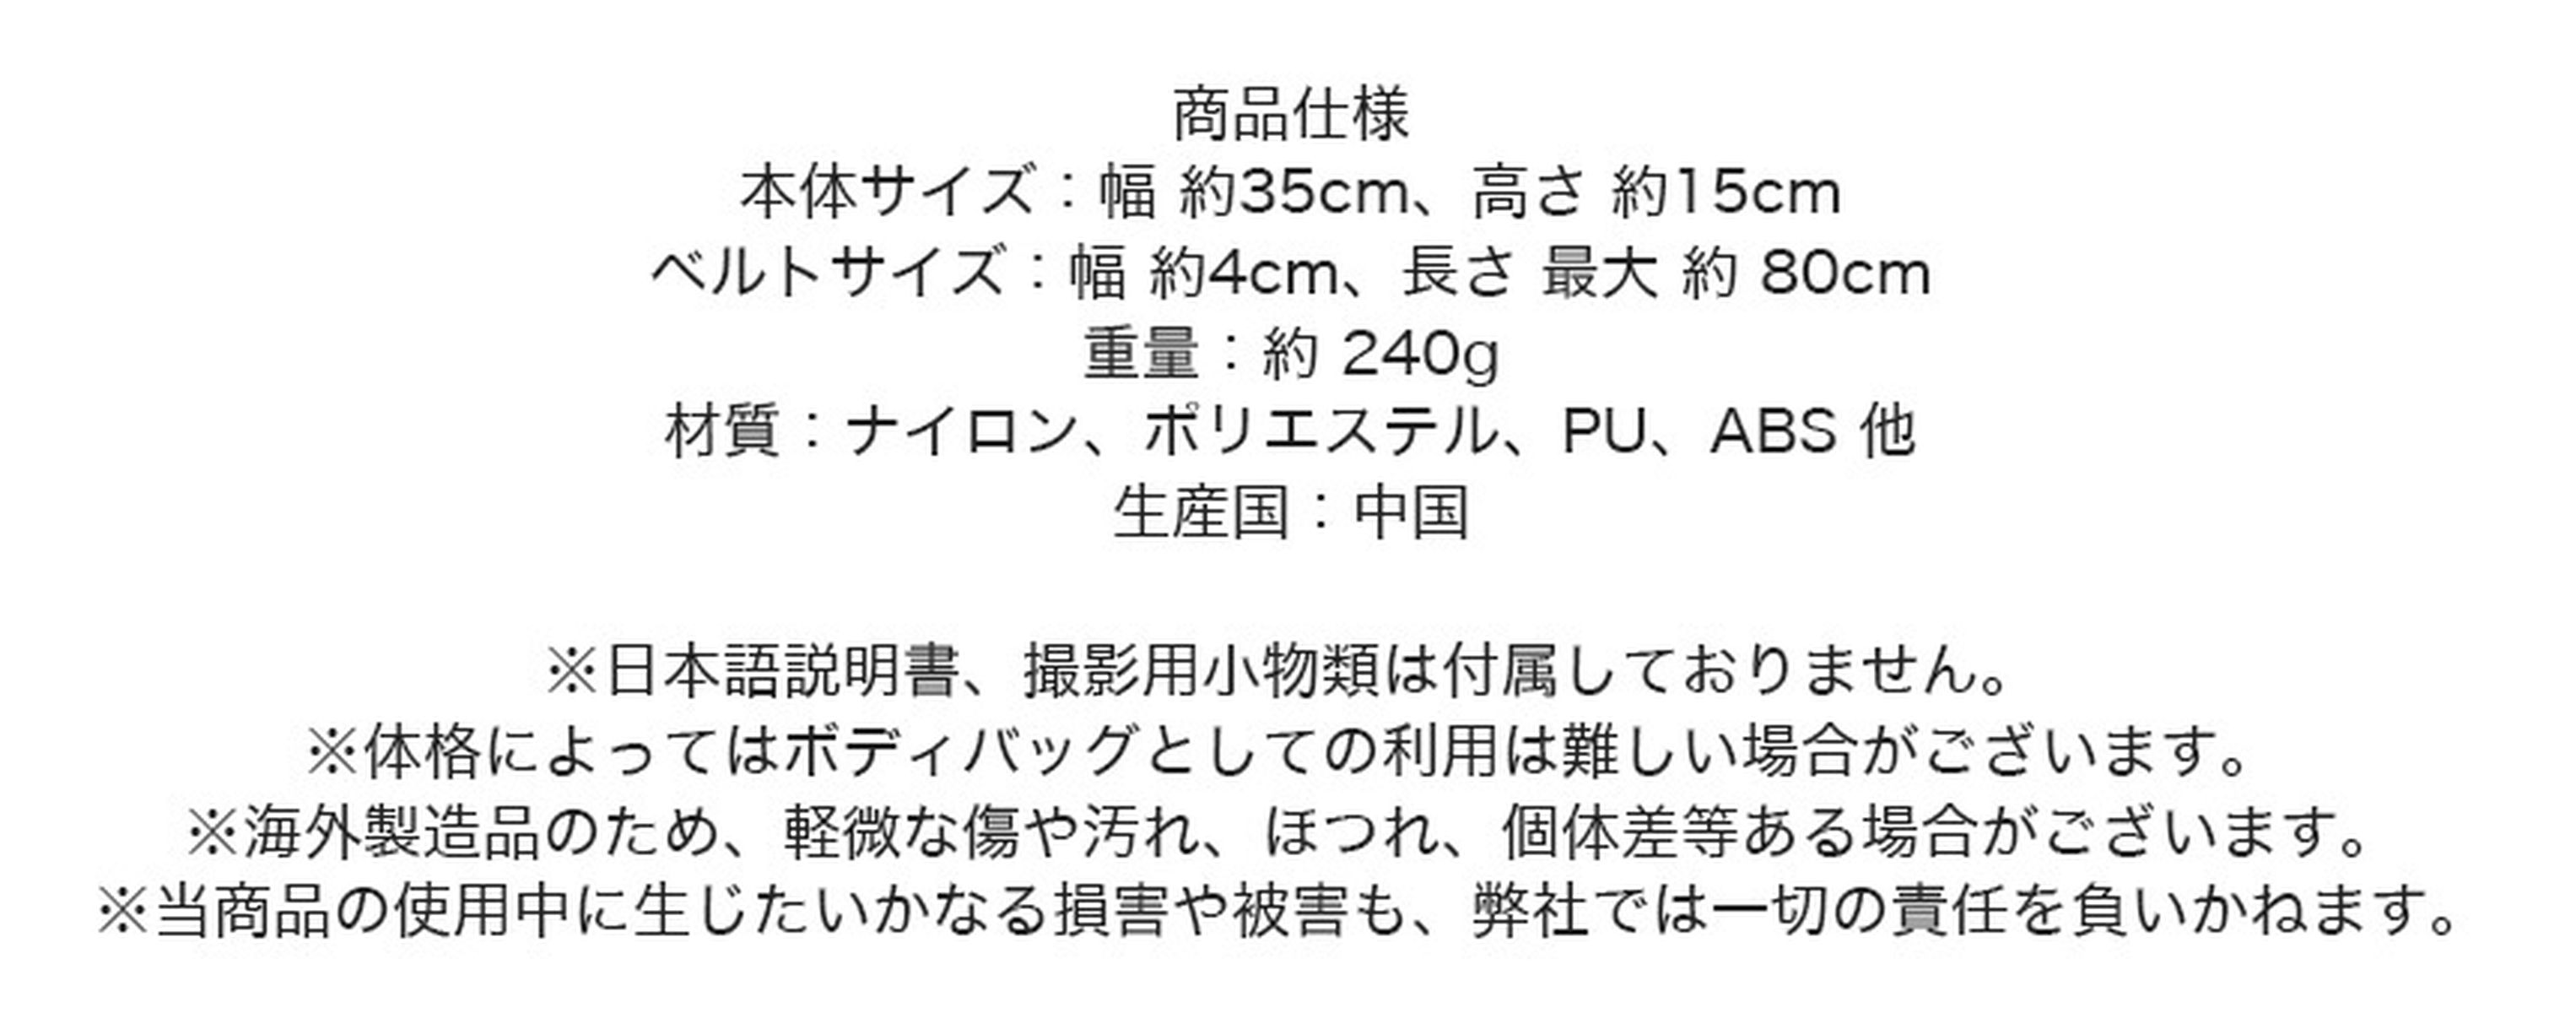 商品仕様
本体サイズ：幅 約35cm、高さ 約15cm
ベルトサイズ：幅 約4cm、長さ 最大 約 80cm
重量：約 240g
材質：ナイロン、ポリエステル、PU、ABS 他
生産国：中国
※日本語説明書、撮影用小物類は付属しておりません。
※体格によってはボディバッグとしての利用は難しい場合がございます。
※海外製造品のため、軽微な傷や汚れ、ほつれ、個体差等ある場合がございます。
※当商品の使用中に生じたいかなる損害や被害も、弊社では一切の責任を負いかねます。